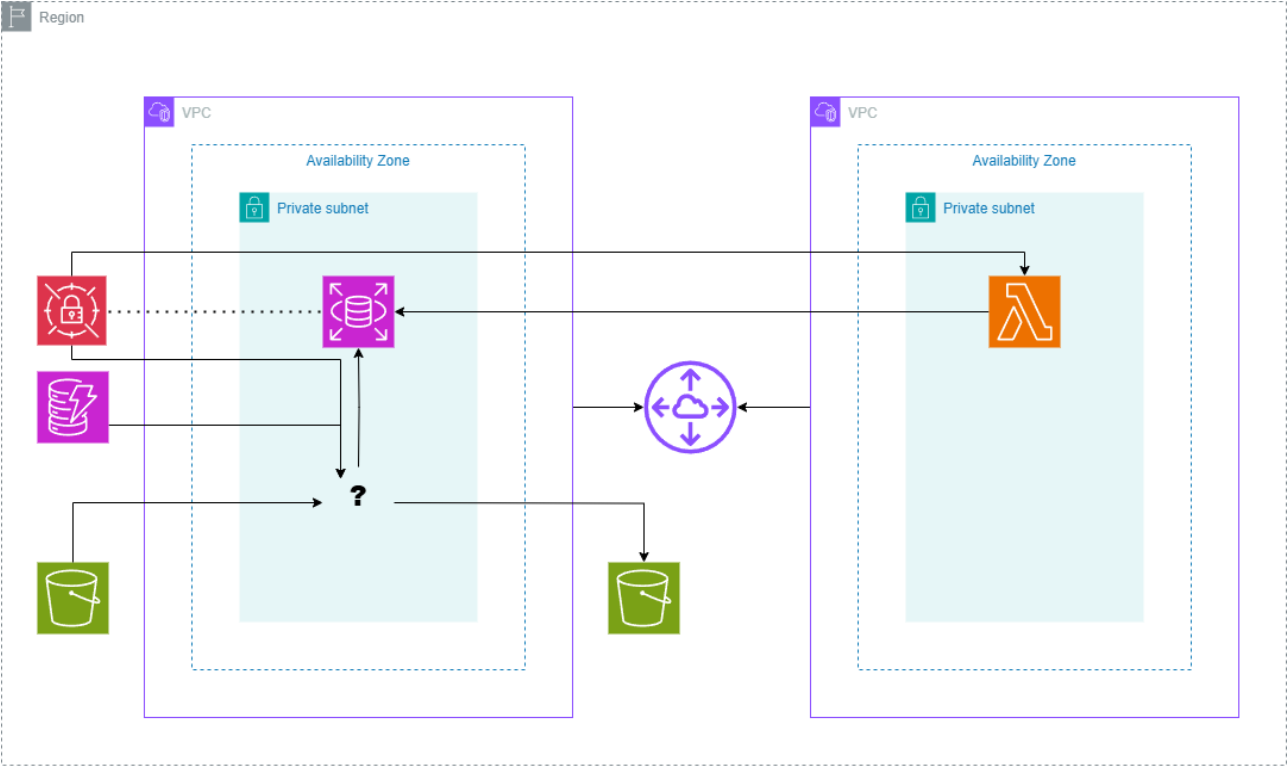 Region
VPC
VPC
Availability Zone
Availability Zone
Private subnet
Private subnet
?